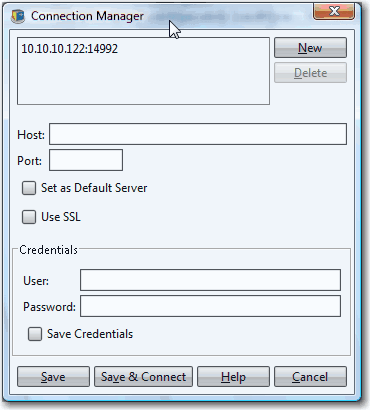 Connection Manager
10.10.10.122:14992
New
Delete
Host:
Port:
Set as Default Server
Use SSL
Credentials
User:
Password:
Save Credentials
Save
Save & Connect
Help
Cancel